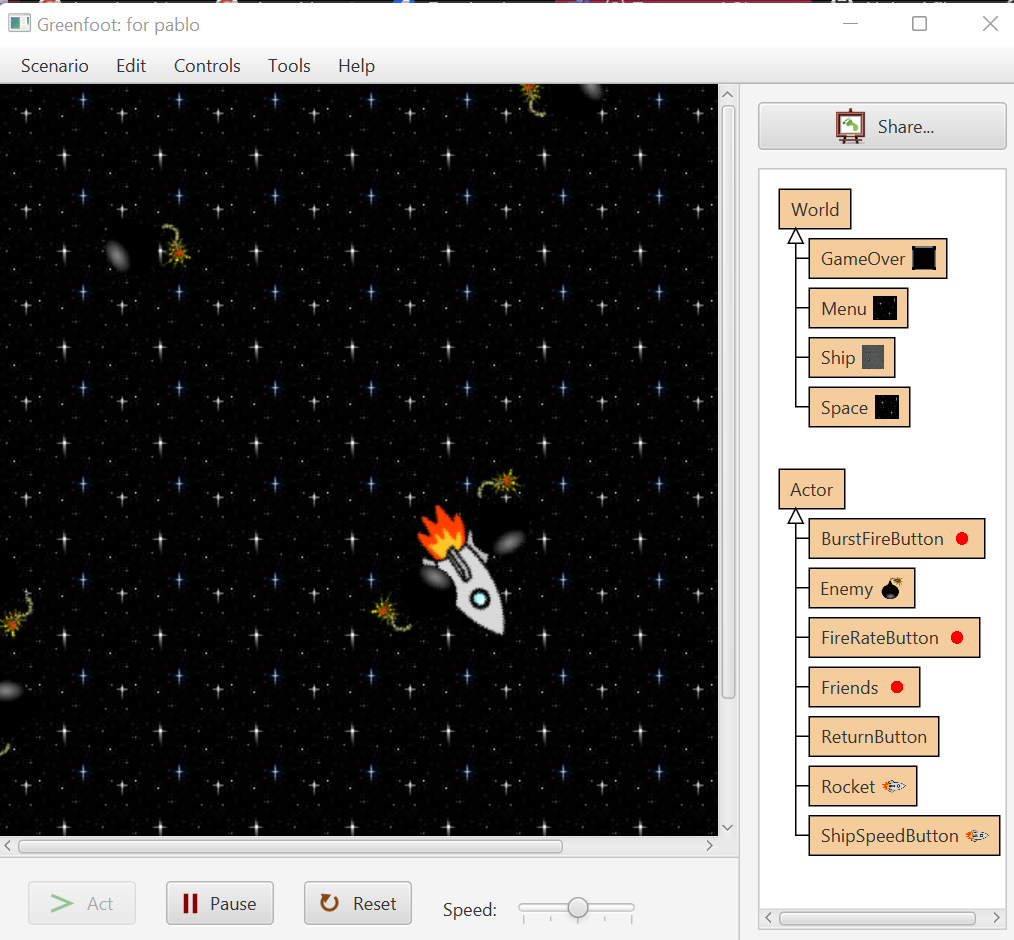 Greenfoot: for pablo
Scenario Edit Controls Tools Help
Share...
World
GameOver
Menu
Ship
Space
Actor
BurstFireButton
Enemy
FireRateButton
Friends
ReturnButton
Rocket
ShipSpeedButton
Act Pause Reset Speed: